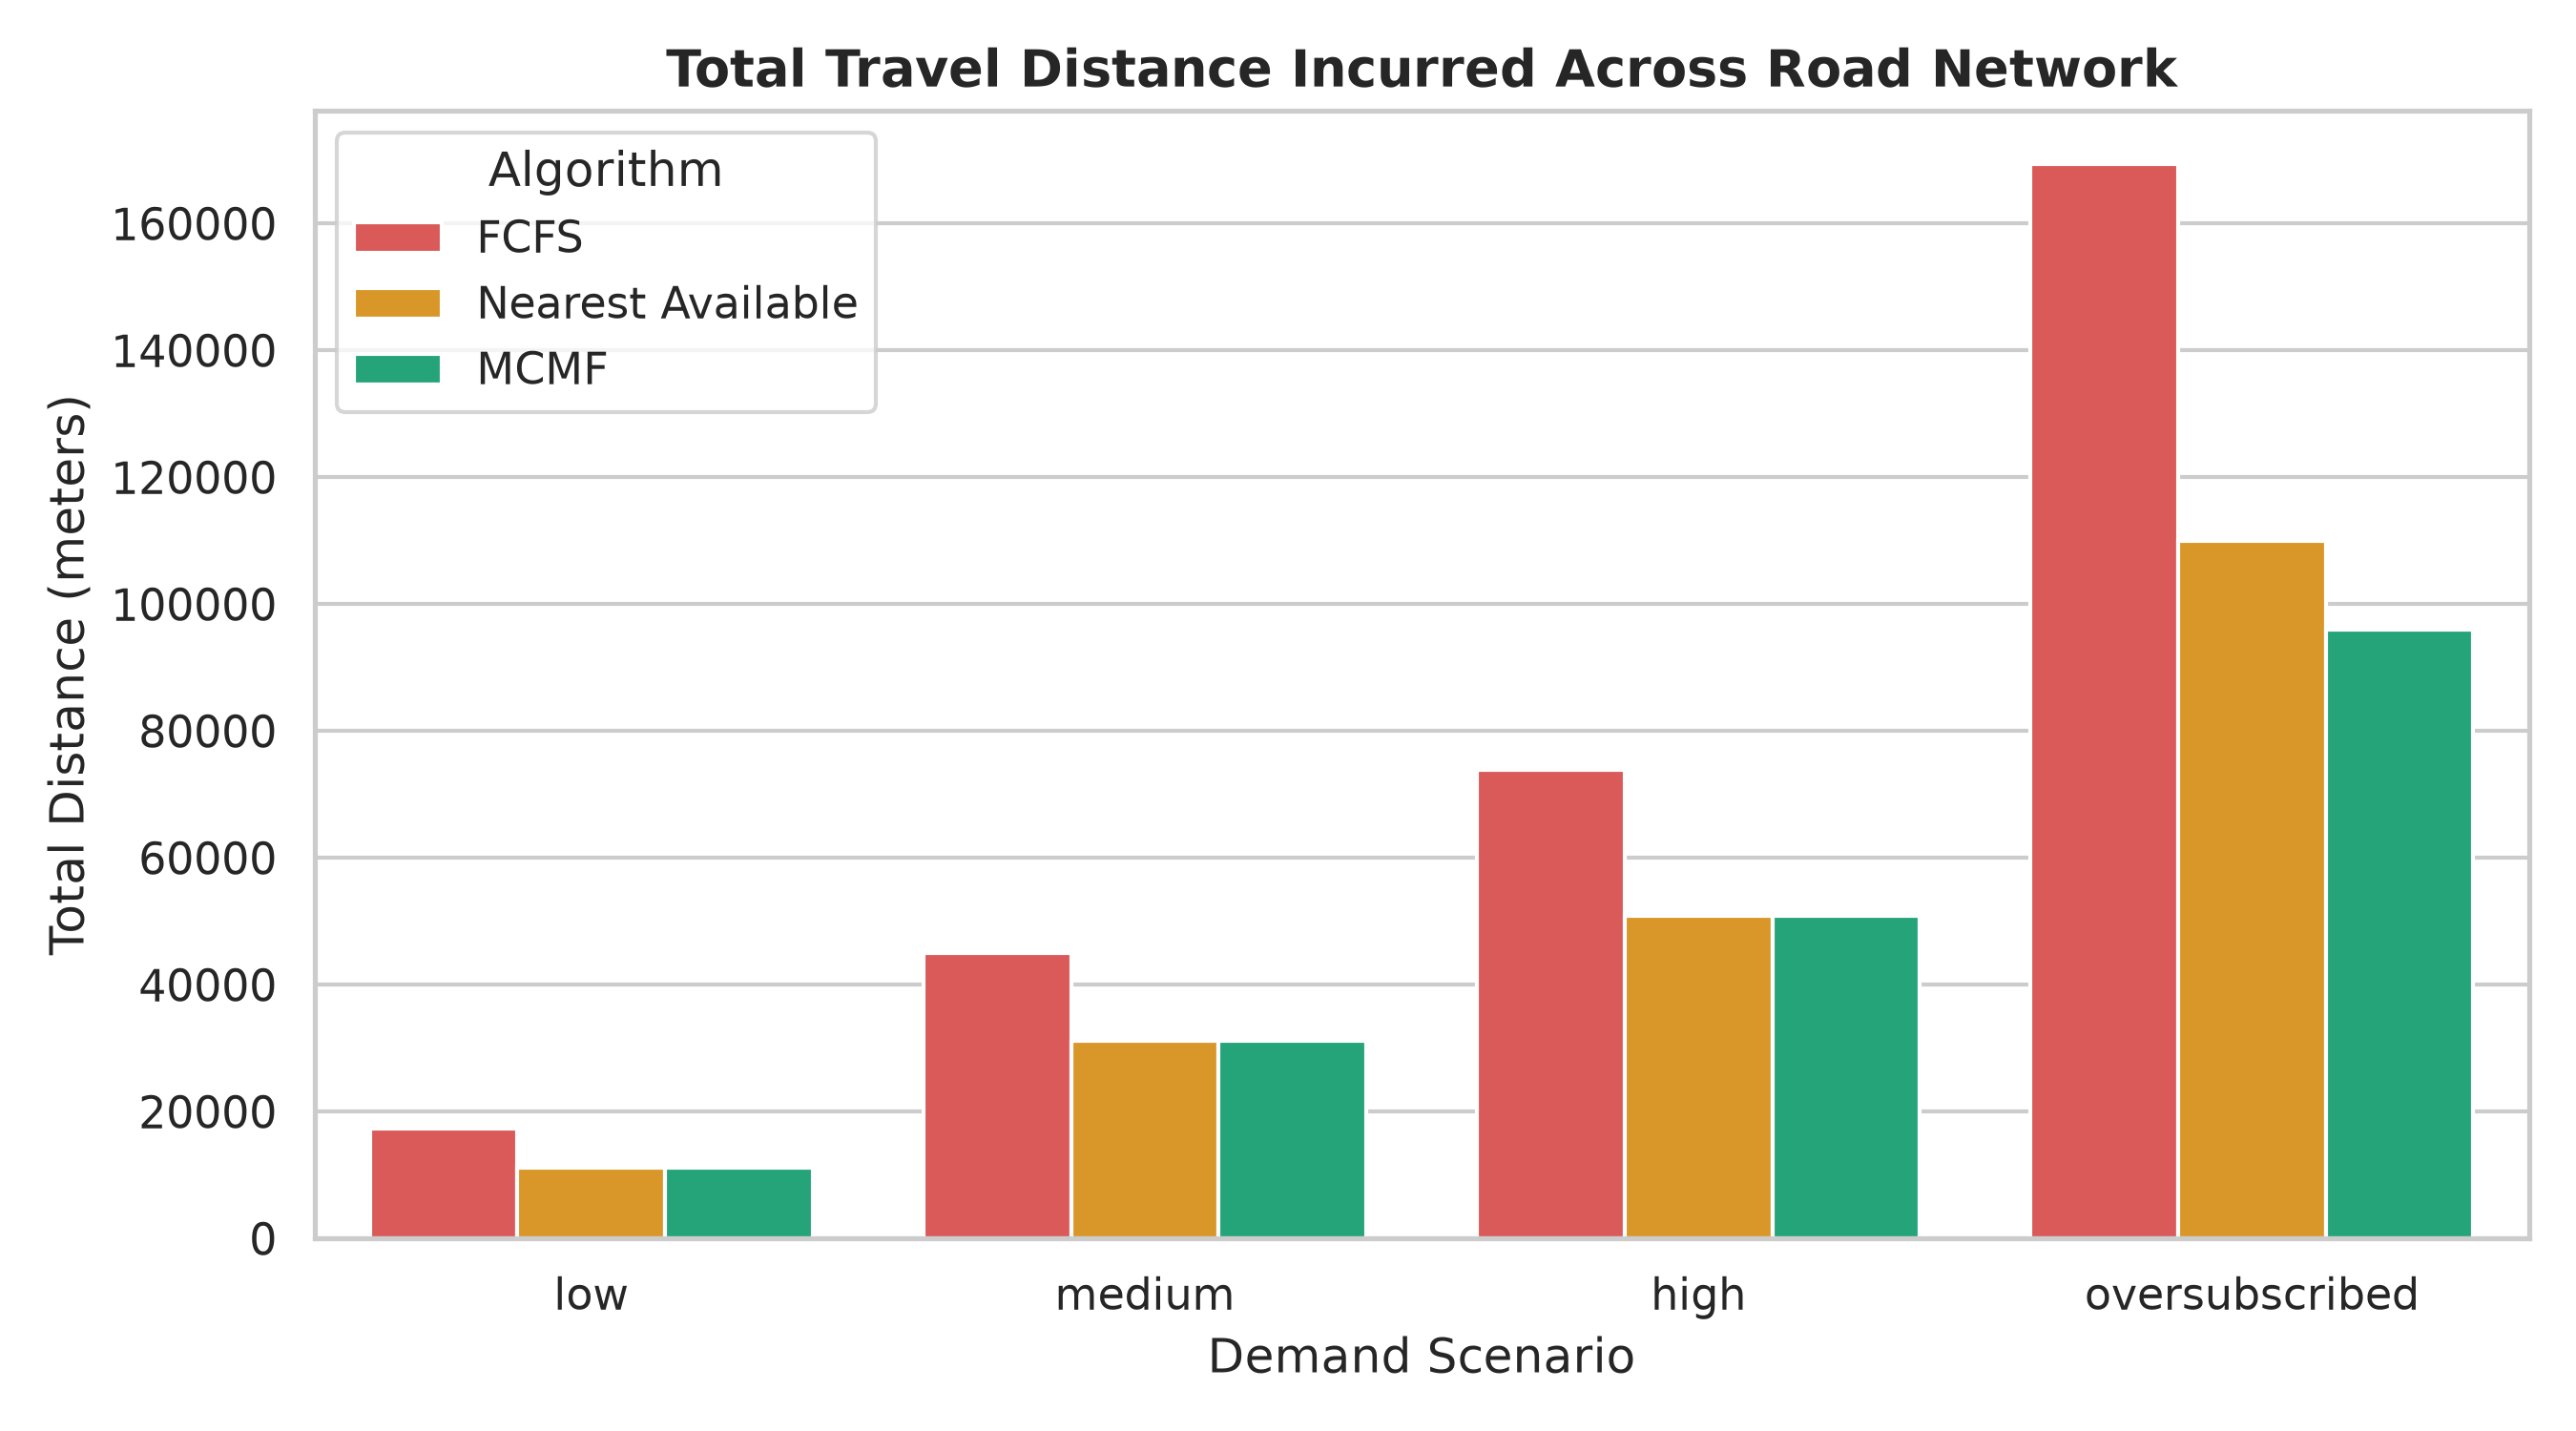 Total Travel Distance Incurred Across Road Network
Algorithm
FCFS
Nearest Available
MCMF
Total Distance (meters)
160000
140000
120000
100000
80000
60000
40000
20000
0
low medium high oversubscribed
Demand Scenario